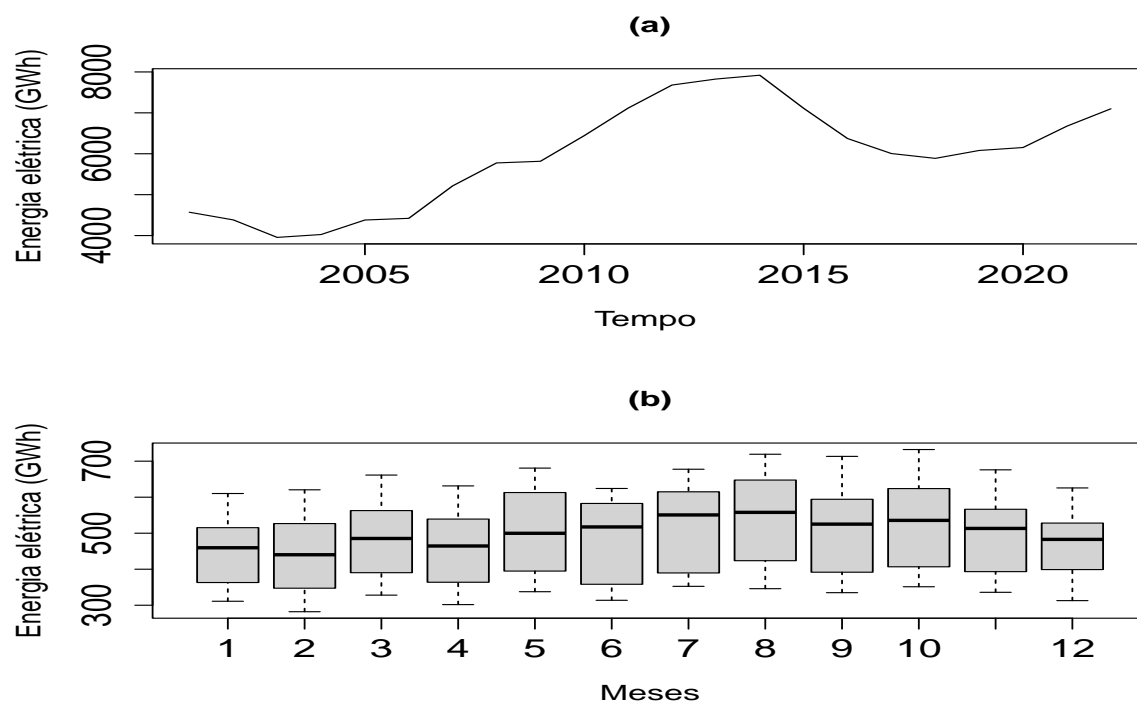 (a)
Energia elétrica (GWh)
8000
6000
4000
2005 2010 2015 2020
Tempo
(b)
Energia elétrica (GWh)
700
500
300
1 2 3 4 5 6 7 8 9 10 12
Meses